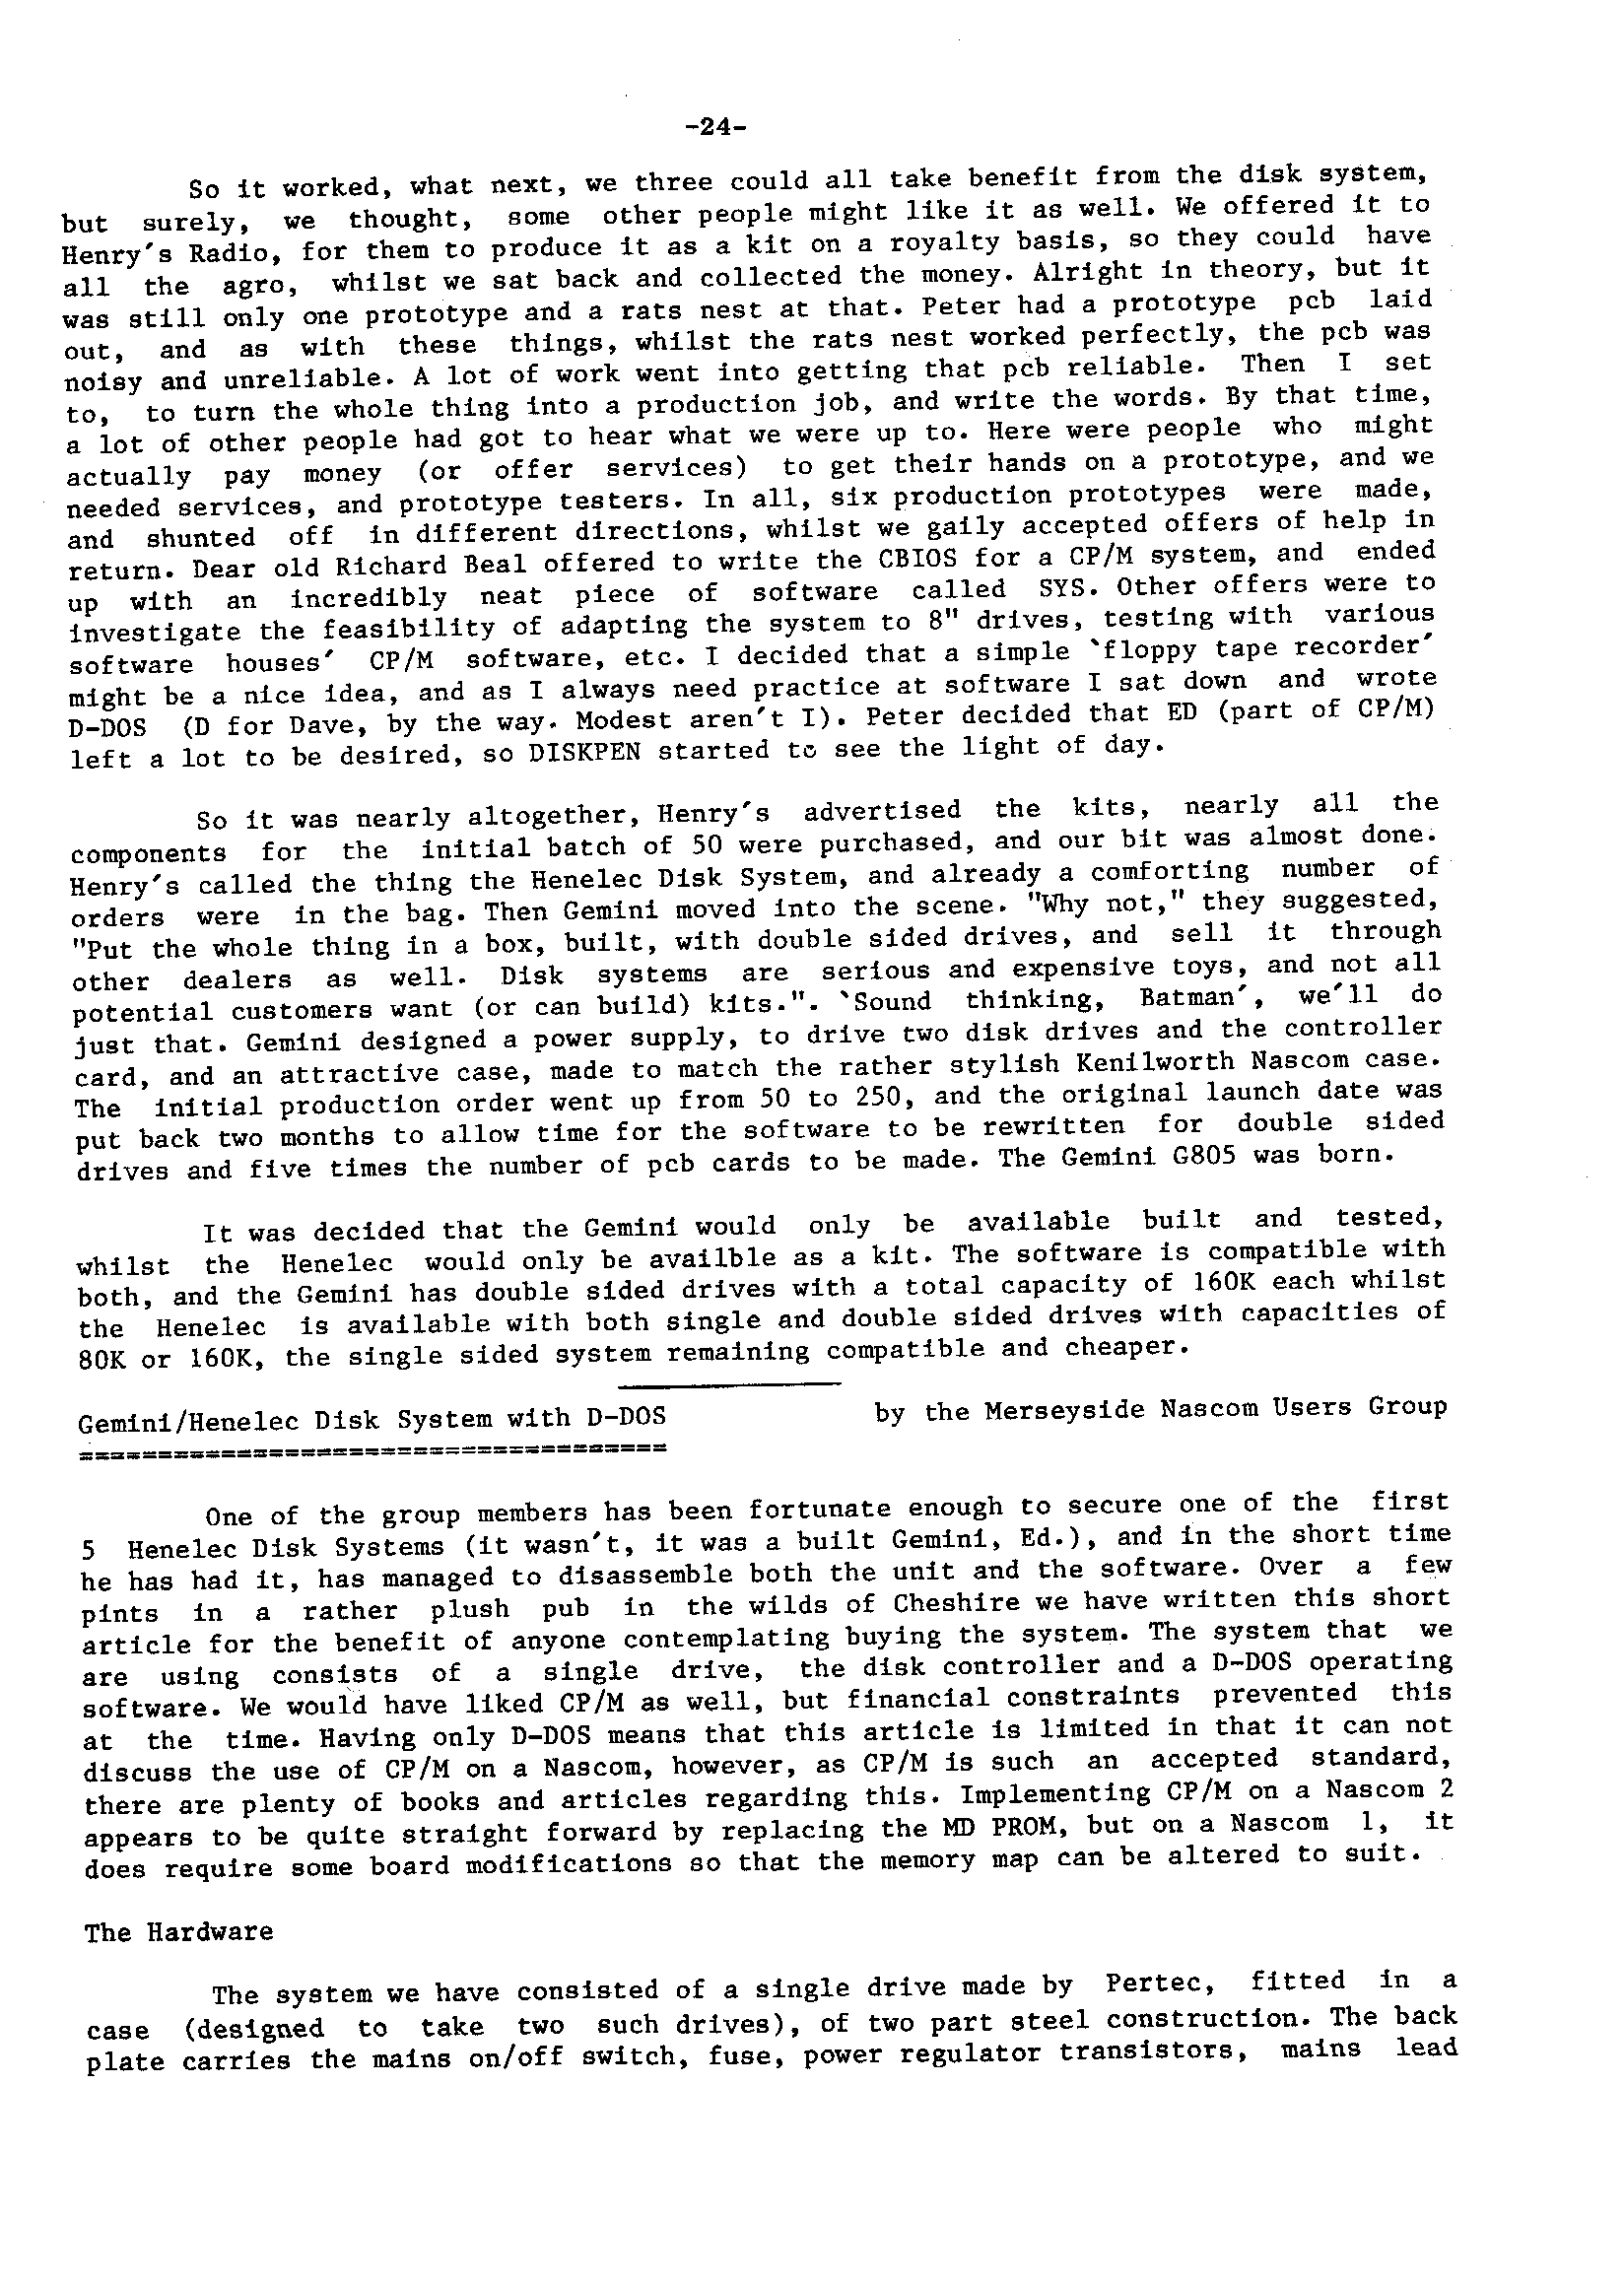 -24-
So it worked, what next, we three could all take benefit from the disk system,
but surely, we thought, some other people might like it as well. We offered it to
Henry's Radio, for them to produce it as a kit on a royalty basis, so they could have
all the agro, whilst we sat back and collected the money. Alright in theory, but it
was still only one prototype and a rats nest at that. Peter had a prototype pcb laid
out, and as with these things, whilst the rats nest worked perfectly, the pcb was
noisy and unreliable. A lot of work went into getting that pcb reliable. Then I set
to, to turn the whole thing into a production job, and write the words. By that time,
a lot of other people had got to hear what we were up to. Here were people who might
actually pay money (or offer services) to get their hands on a prototype, and we
needed services, and prototype testers. In all, six production prototypes were made,
and shunted off in different directions, whilst we gaily accepted offers of help in
return. Dear old Richard Beal offered to write the CBIOS for a CP/M system, and ended
up with an incredibly neat piece of software called SYS. Other offers were to
investigate the feasibility of adapting the system to 8" drives, testing with various
software houses' CP/M software, etc. I decided that a simple `floppy tape recorder'
might be a nice idea, and as I always need practice at software I sat down and wrote
D-DOS (D for Dave, by the way. Modest aren't I). Peter decided that ED (part of CP/M)
left a lot to be desired, so DISKPEN started to see the light of day.
So it was nearly altogether, Henry's advertised the kits, nearly all the
components for the initial batch of 50 were purchased, and our bit was almost done.
Henry's called the thing the Henelec Disk System, and already a comforting number of
orders were in the bag. Then Gemini moved into the scene. "Why not," they suggested,
"Put the whole thing in a box, built, with double sided drives, and sell it through
other dealers as well. Disk systems are serious and expensive toys, and not all
potential customers want (or can build) kits.". `Sound thinking, Batman', we'll do
just that. Gemini designed a power supply, to drive two disk drives and the controller
card, and an attractive case, made to match the rather stylish Kenilworth Nascom case.
The initial production order went up from 50 to 250, and the original launch date was
put back two months to allow time for the software to be rewritten for double sided
drives and five times the number of pcb cards to be made. The Gemini G805 was born.
It was decided that the Gemini would only be available built and tested,
whilst the Henelec would only be availble as a kit. The software is compatible with
both, and the Gemini has double sided drives with a total capacity of 160K each whilst
the Henelec is available with both single and double sided drives with capacities of
80K or 160K, the single sided system remaining compatible and cheaper.
Gemini/Henelec Disk System with D-DOS by the Merseyside Nascom Users Group
=====================================
One of the group members has been fortunate enough to secure one of the first
5 Henelec Disk Systems (it wasn't, it was a built Gemini, Ed.), and in the short time
he has had it, has managed to disassemble both the unit and the software. Over a few
pints in a rather plush pub in the wilds of Cheshire we have written this short
article for the benefit of anyone contemplating buying the system. The system that we
are using consists of a single drive, the disk controller and a D-DOS operating
software. We would have liked CP/M as well, but financial constraints prevented this
at the time. Having only D-DOS means that this article is limited in that it can not
discuss the use of CP/M on a Nascom, however, as CP/M is such an accepted standard,
there are plenty of books and articles regarding this. Implementing CP/M on a Nascom 2
appears to be quite straight forward by replacing the MD PROM, but on a Nascom 1, it
does require some board modifications so that the memory map can be altered to suit.
The Hardware
The system we have consisted of a single drive made by Pertec, fitted in a
case (designed to take two such drives), of two part steel construction. The back
plate carries the mains on/off switch, fuse, power regulator transistors, mains lead